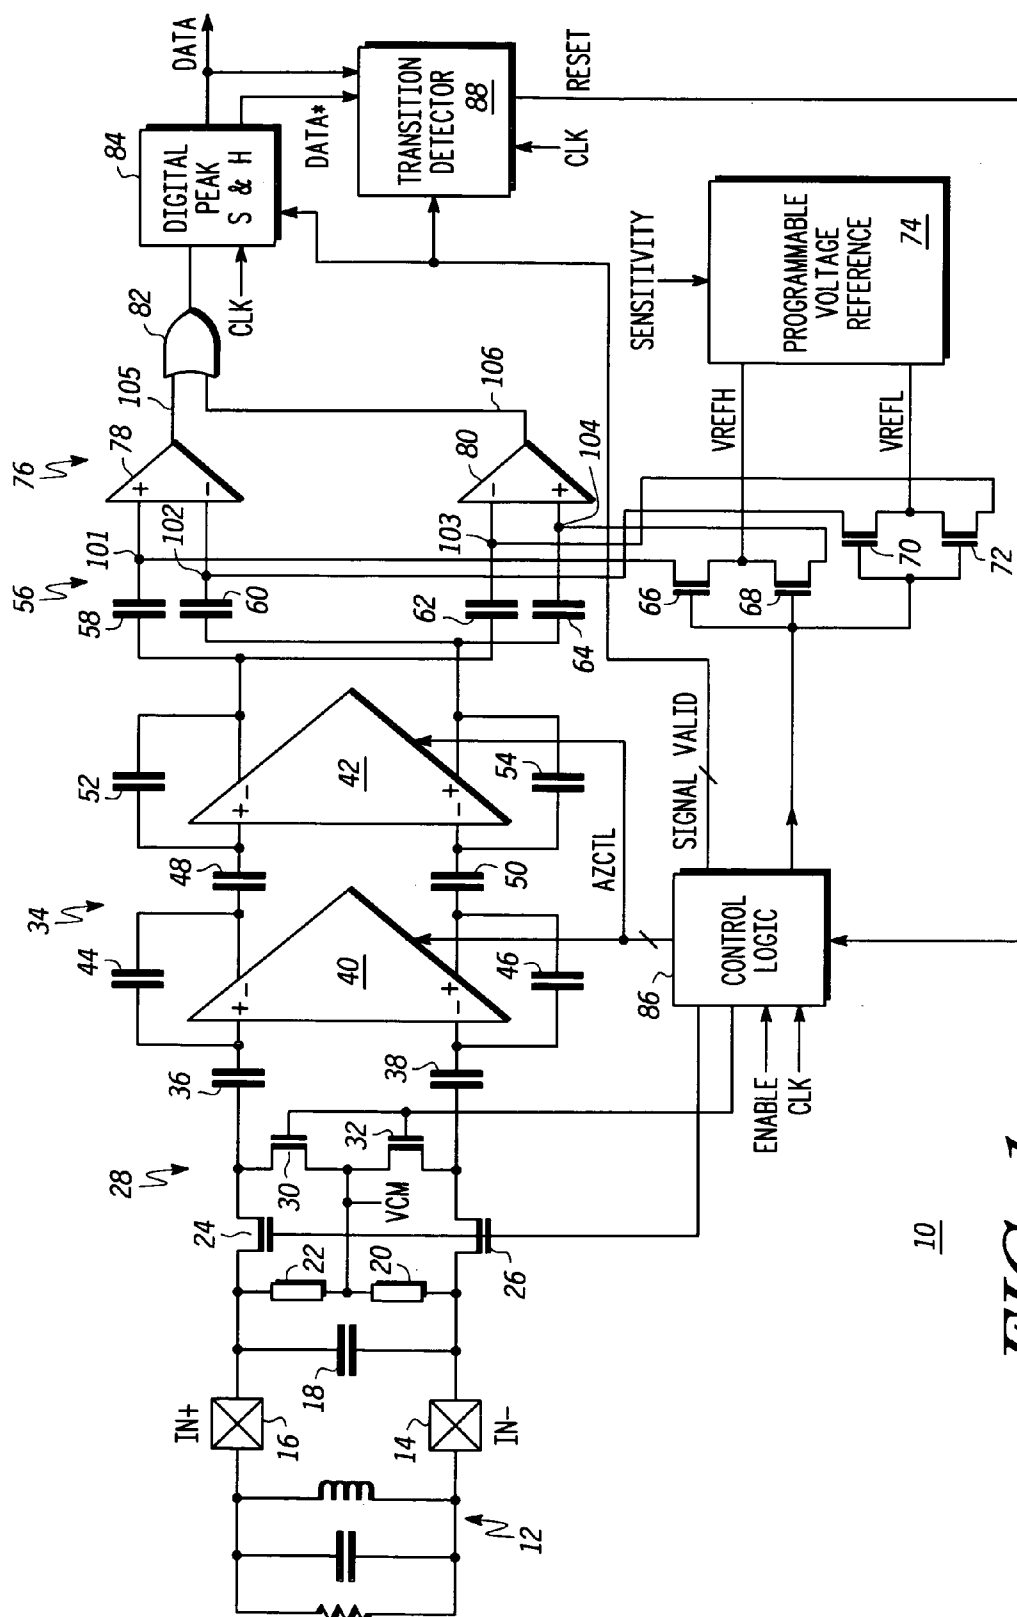 IN+
16
14
IN-
12
18
22
20
24
26
28
30
32
VCM
34
36
38
40
42
44
46
48
50
52
54
56
58
60
62
64
66
68
70
72
101
102
103
104
105
106
76
78
80
82
84
DIGITAL
PEAK
S & H
CLK
DATA
DATA*
TRANSITION
DETECTOR
88
CLK
RESET
SENSITIVITY
PROGRAMMABLE
VOLTAGE
REFERENCE
74
VREFH
VREFL
SIGNAL VALID
AZCTL
86
CONTROL
LOGIC
ENABLE
CLK
+
-
+
-
+
-
+
-
+
-
-
+
10
FIG. 1